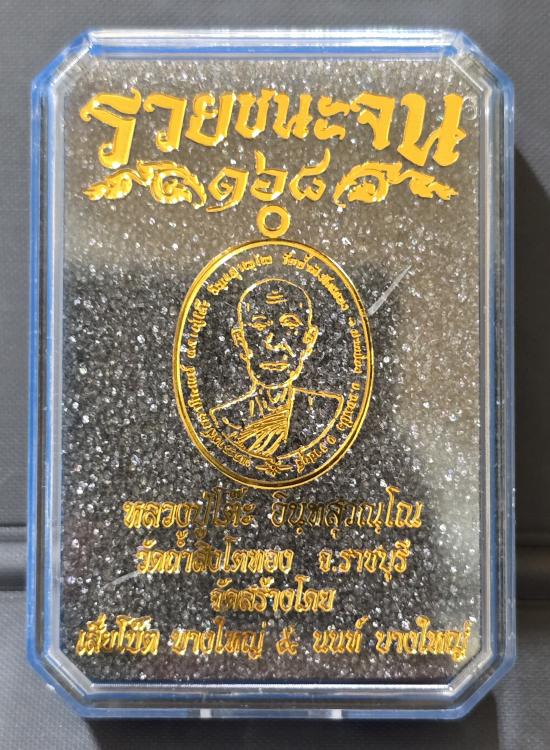 รวยชนะจน
๑๖๘
หลวงปู่โต๊ะ อินฺทสุวณฺโณ
วัดถ้ำสิงโตทอง จ.ราชบุรี
จัดสร้างโดย
เสี่ยโป๊ต บางใหญ่ & นนท์ บางใหญ่